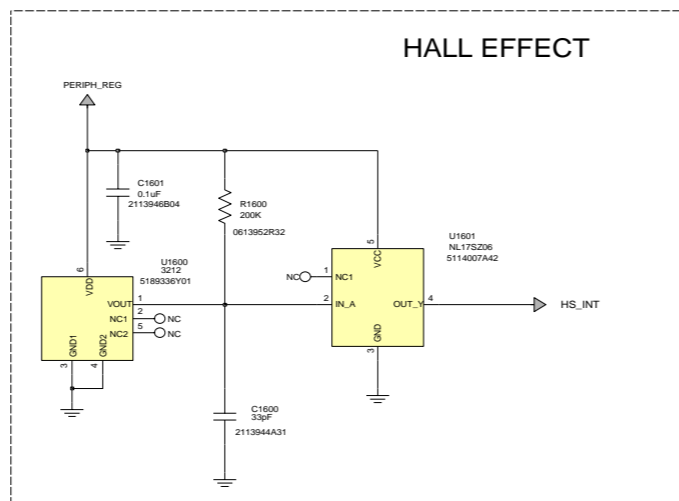 HALL EFFECT
PERIPH_REG
C1601
0.1uF
2113946B04
R1600
200K
0613952R32
U1600
3212
5189336Y01
6
VDD
VOUT
1
NC1
2
NC
NC2
5
NC
GND1
GND2
3
4
U1601
NL17SZ06
5114007A42
5
VCC
NC
1
NC1
2
IN_A
OUT_Y
4
HS_INT
GND
3
C1600
33pF
2113944A31